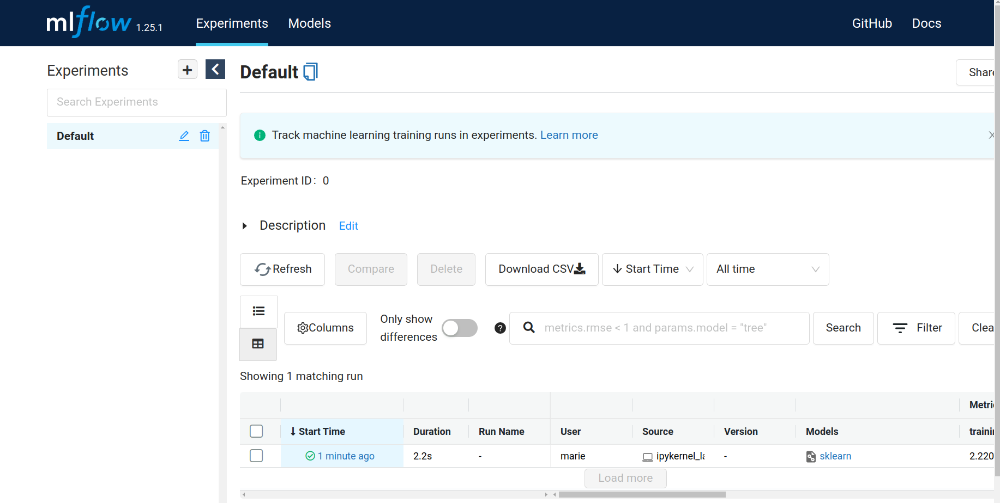 mlflow 1.25.1 Experiments Models GitHub Docs
Experiments
Search Experiments
Default
Default
Share
Track machine learning training runs in experiments. Learn more
Experiment ID: 0
Description Edit
Refresh Compare Delete Download CSV Start Time All time
Columns
Only show
differences
metrics.rmse < 1 and params.model = "tree" Search Filter Clea
Showing 1 matching run
Metri
Start Time Duration Run Name User Source Version Models traini
1 minute ago 2.2s - marie ipykernel_la - sklearn 2.220
Load more